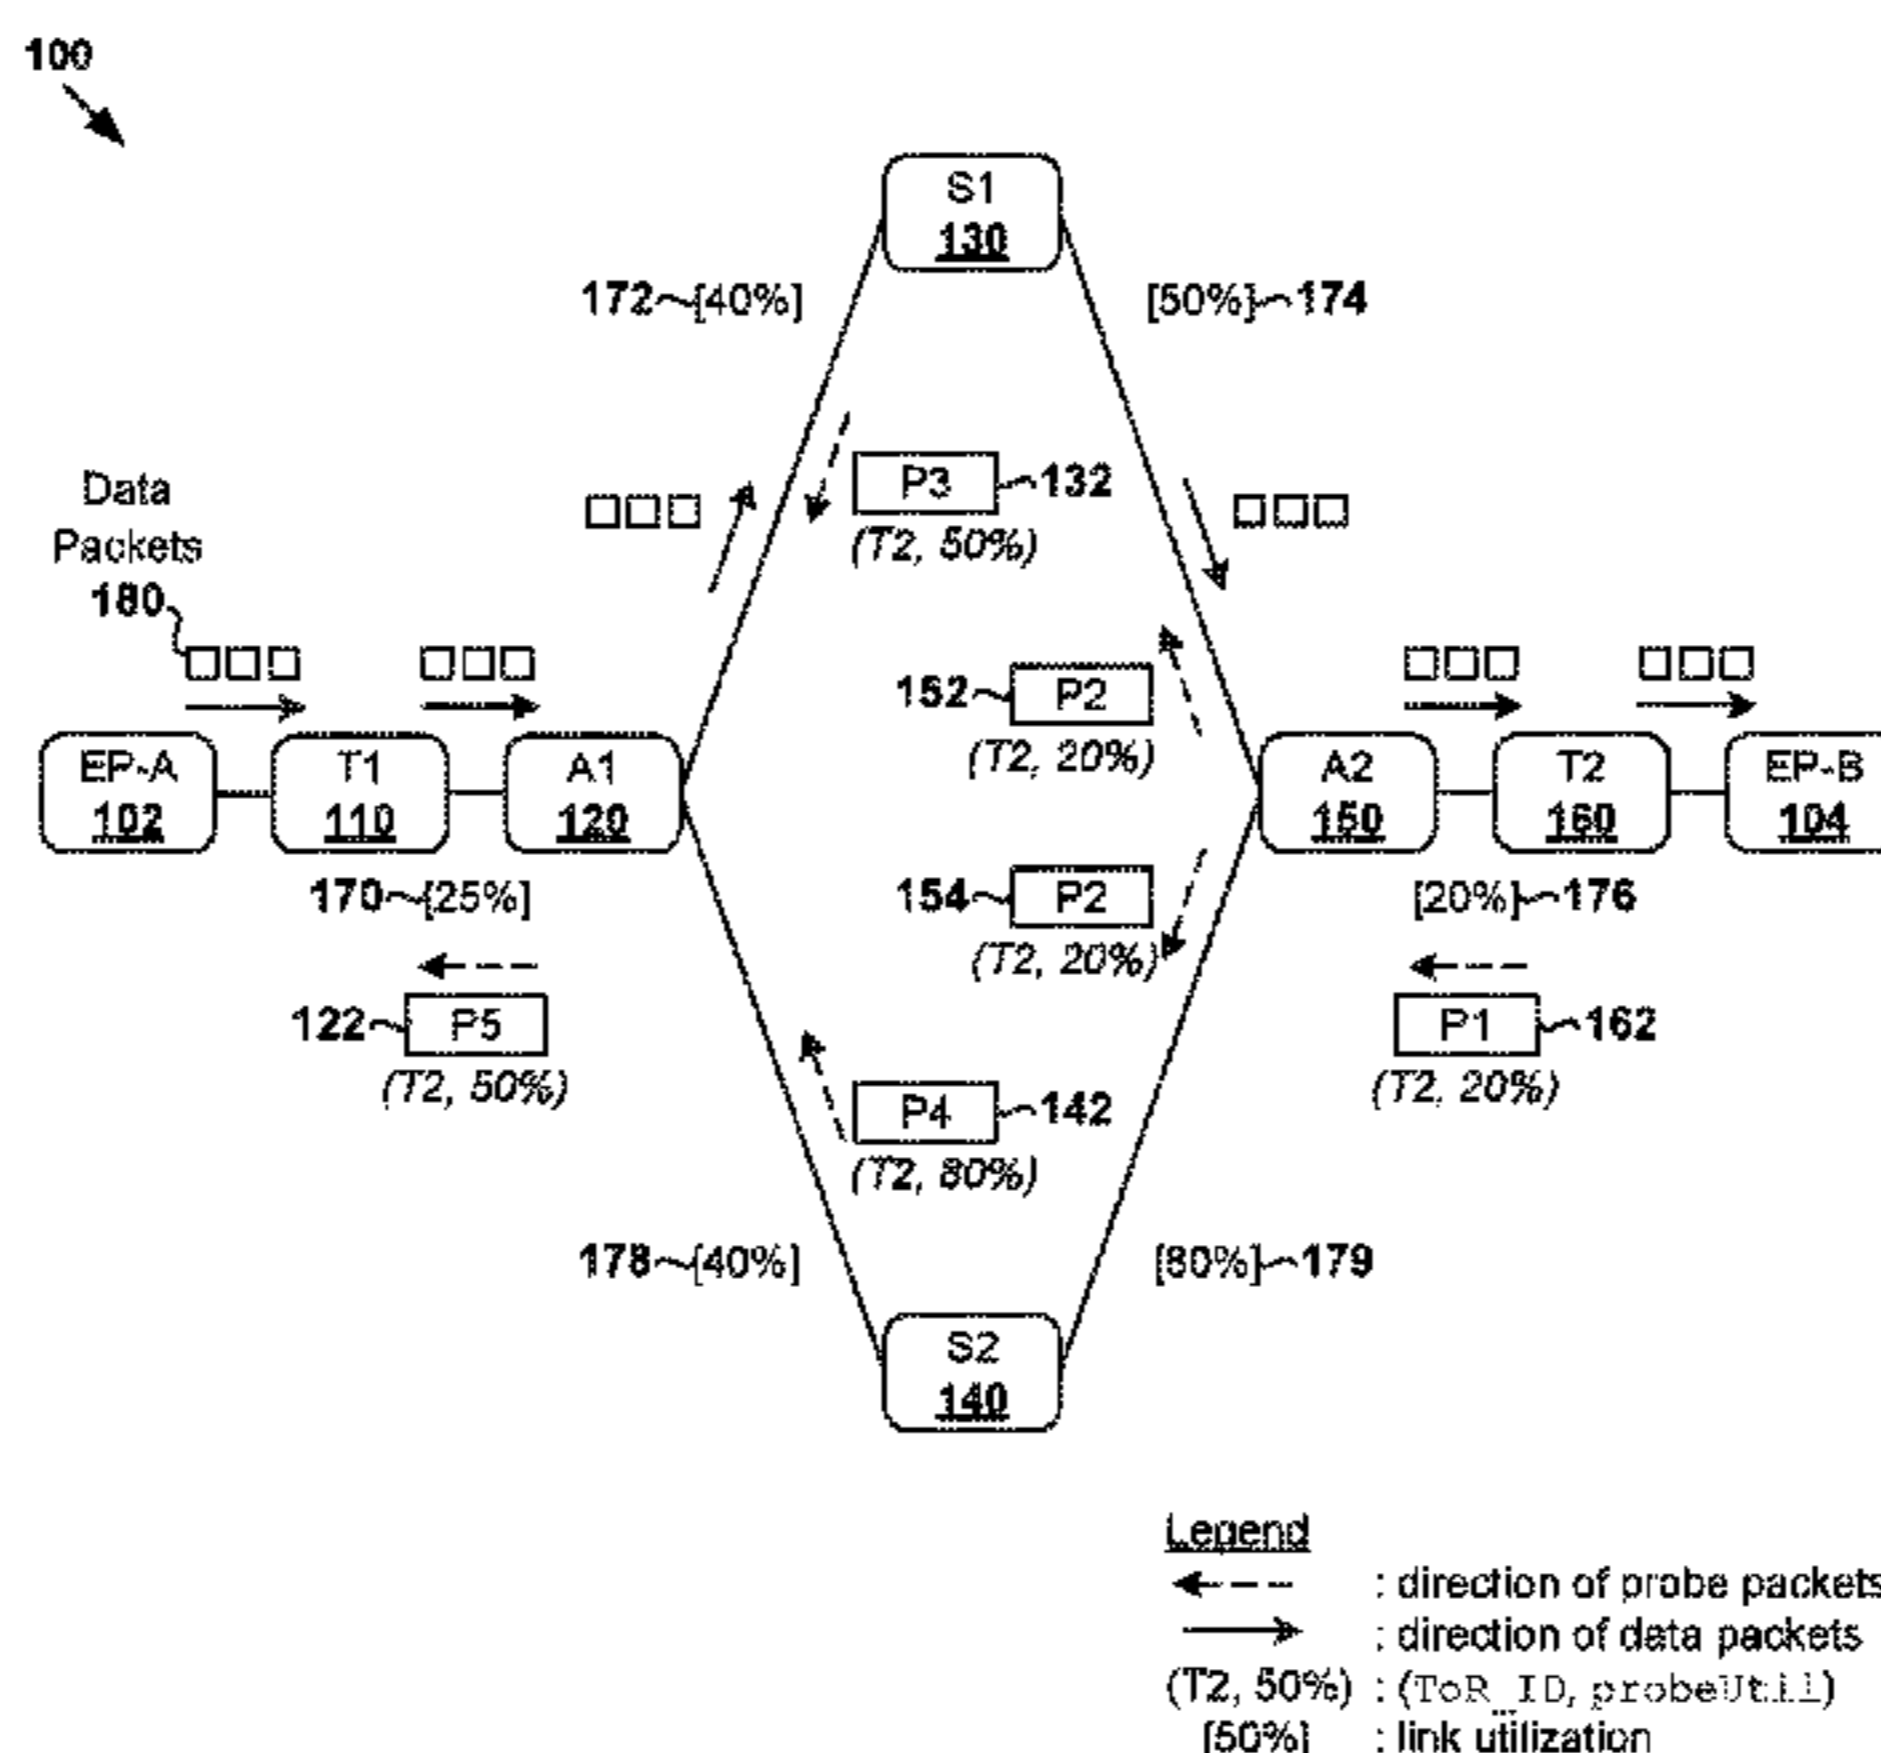 100
S1
130
172 [40%]
[50%] 174
P3 132
(T2, 50%)
Data
Packets
180
152 P2
(T2, 20%)
EP-A
102
T1
110
A1
120
A2
150
T2
160
EP-B
104
170 [25%]
154 P2
(T2, 20%)
[20%] 176
122 P5
(T2, 50%)
P1 162
(T2, 20%)
P4 142
(T2, 80%)
178 [40%]
[80%] 179
S2
140
Legend
: direction of probe packets
: direction of data packets
(T2, 50%) : (ToR_ID, probeUtil)
[50%] : link utilization